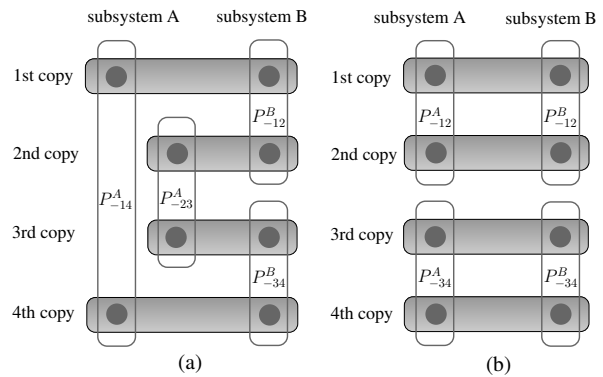 subsystem A subsystem B subsystem A subsystem B
1st copy 1st copy
P^B_{-12} P^A_{-12} P^B_{-12}
2nd copy 2nd copy
P^A_{-14} P^A_{-23}
3rd copy 3rd copy
P^B_{-34} P^A_{-34} P^B_{-34}
4th copy 4th copy
(a) (b)